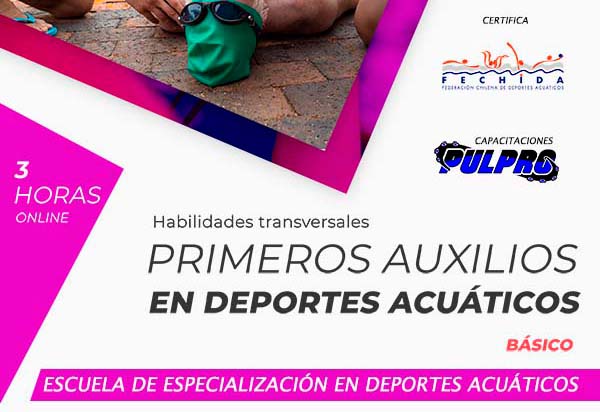 CERTIFICA
FECHIDA
FEDERACIÓN CHILENA DE DEPORTES ACUÁTICOS
CAPACITACIONES
PULPRO
3
HORAS
ONLINE
Habilidades transversales
PRIMEROS AUXILIOS
EN DEPORTES ACUÁTICOS
BÁSICO
ESCUELA DE ESPECIALIZACIÓN EN DEPORTES ACUÁTICOS